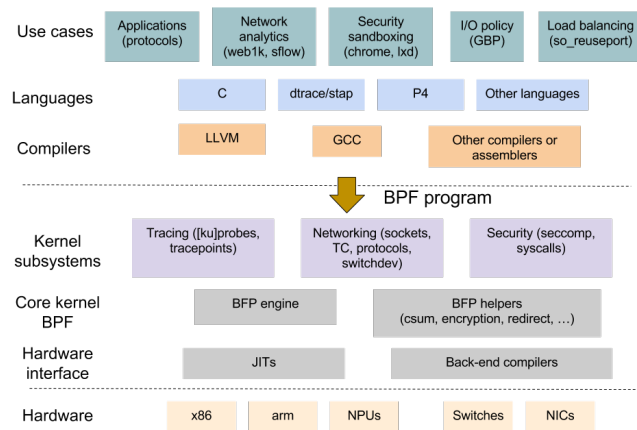 Use cases
Applications
(protocols)
Network
analytics
(web1k, sflow)
Security
sandboxing
(chrome, lxd)
I/O policy
(GBP)
Load balancing
(so_reuseport)
Languages
C
dtrace/stap
P4
Other languages
Compilers
LLVM
GCC
Other compilers or
assemblers
BPF program
Kernel
subsystems
Tracing ([ku]probes,
tracepoints)
Networking (sockets,
TC, protocols,
switchdev)
Security (seccomp,
syscalls)
Core kernel
BPF
BFP engine
BFP helpers
(csum, encryption, redirect, …)
Hardware
interface
JITs
Back-end compilers
Hardware
x86
arm
NPUs
Switches
NICs